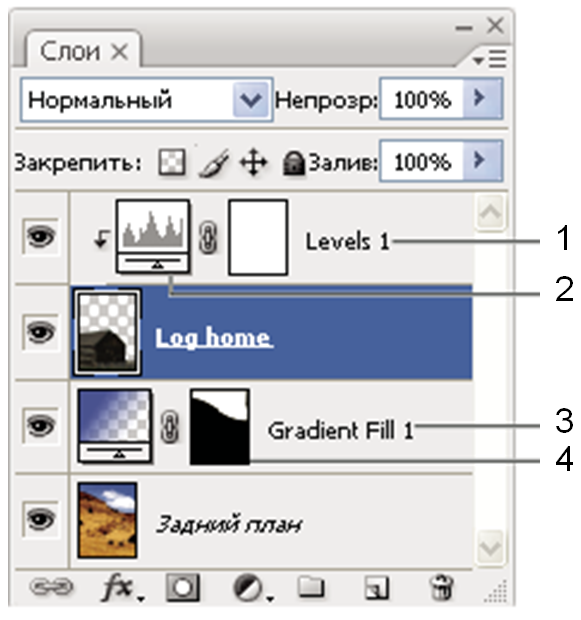 Слои
Нормальный Непрозр: 100%
Закрепить: Залив: 100%
Levels 1 1
2
Log home
Gradient Fill 1 3
4
Задний план
fx.